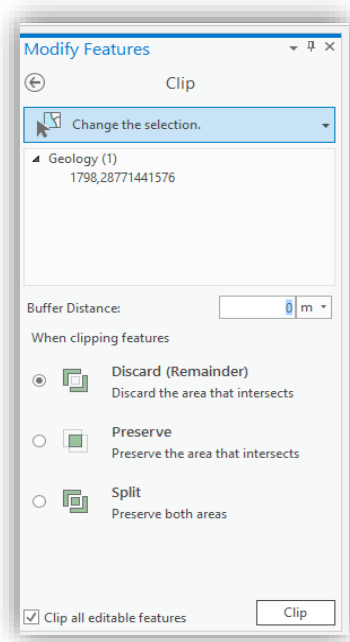 Modify Features
Clip
Change the selection.
Geology (1)
1798,28771441576
Buffer Distance: 0 m
When clipping features
Discard (Remainder)
Discard the area that intersects
Preserve
Preserve the area that intersects
Split
Preserve both areas
Clip all editable features Clip